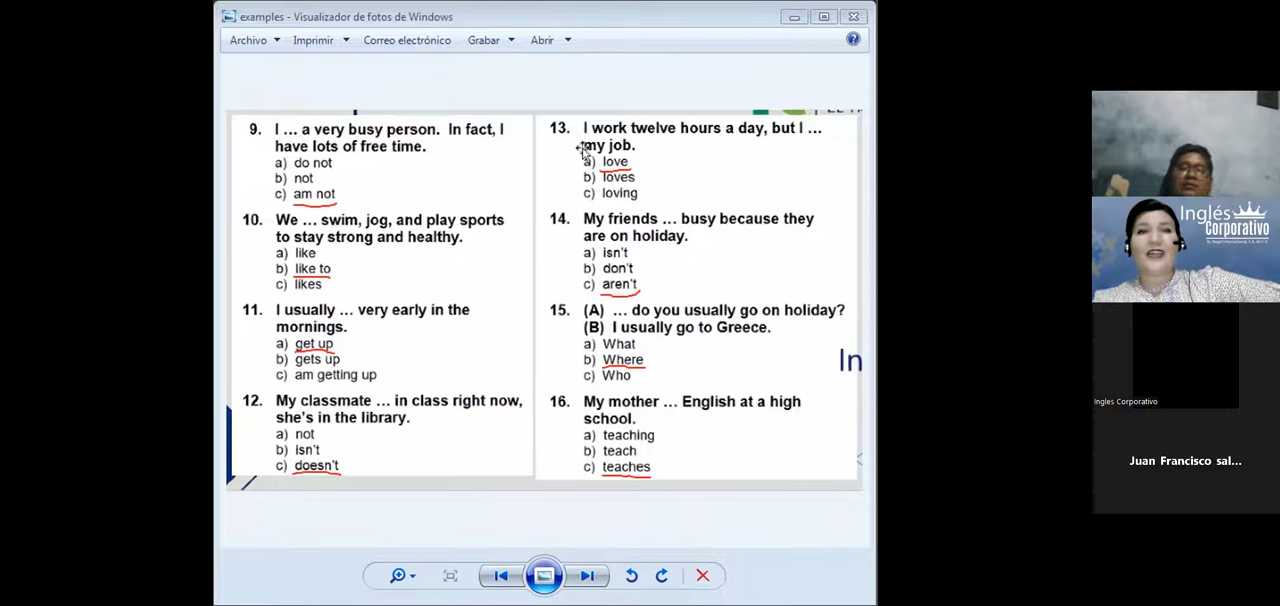 examples - Visualizador de fotos de Windows
Archivo Imprimir Correo electrónico Grabar Abrir
9. I ... a very busy person. In fact, I
have lots of free time.
a) do not
b) not
c) am not
10. We ... swim, jog, and play sports
to stay strong and healthy.
a) like
b) like to
c) likes
11. I usually ... very early in the
mornings.
a) get up
b) gets up
c) am getting up
12. My classmate ... in class right now,
she's in the library.
a) not
b) isn't
c) doesn't
13. I work twelve hours a day, but I ...
my job.
a) love
b) loves
c) loving
14. My friends ... busy because they
are on holiday.
a) isn't
b) don't
c) aren't
15. (A) ... do you usually go on holiday?
(B) I usually go to Greece.
a) What
b) Where
c) Who
16. My mother ... English at a high
school.
a) teaching
b) teach
c) teaches
In
Inglés
Corporativo
Ingles Corporativo
Juan Francisco sal...